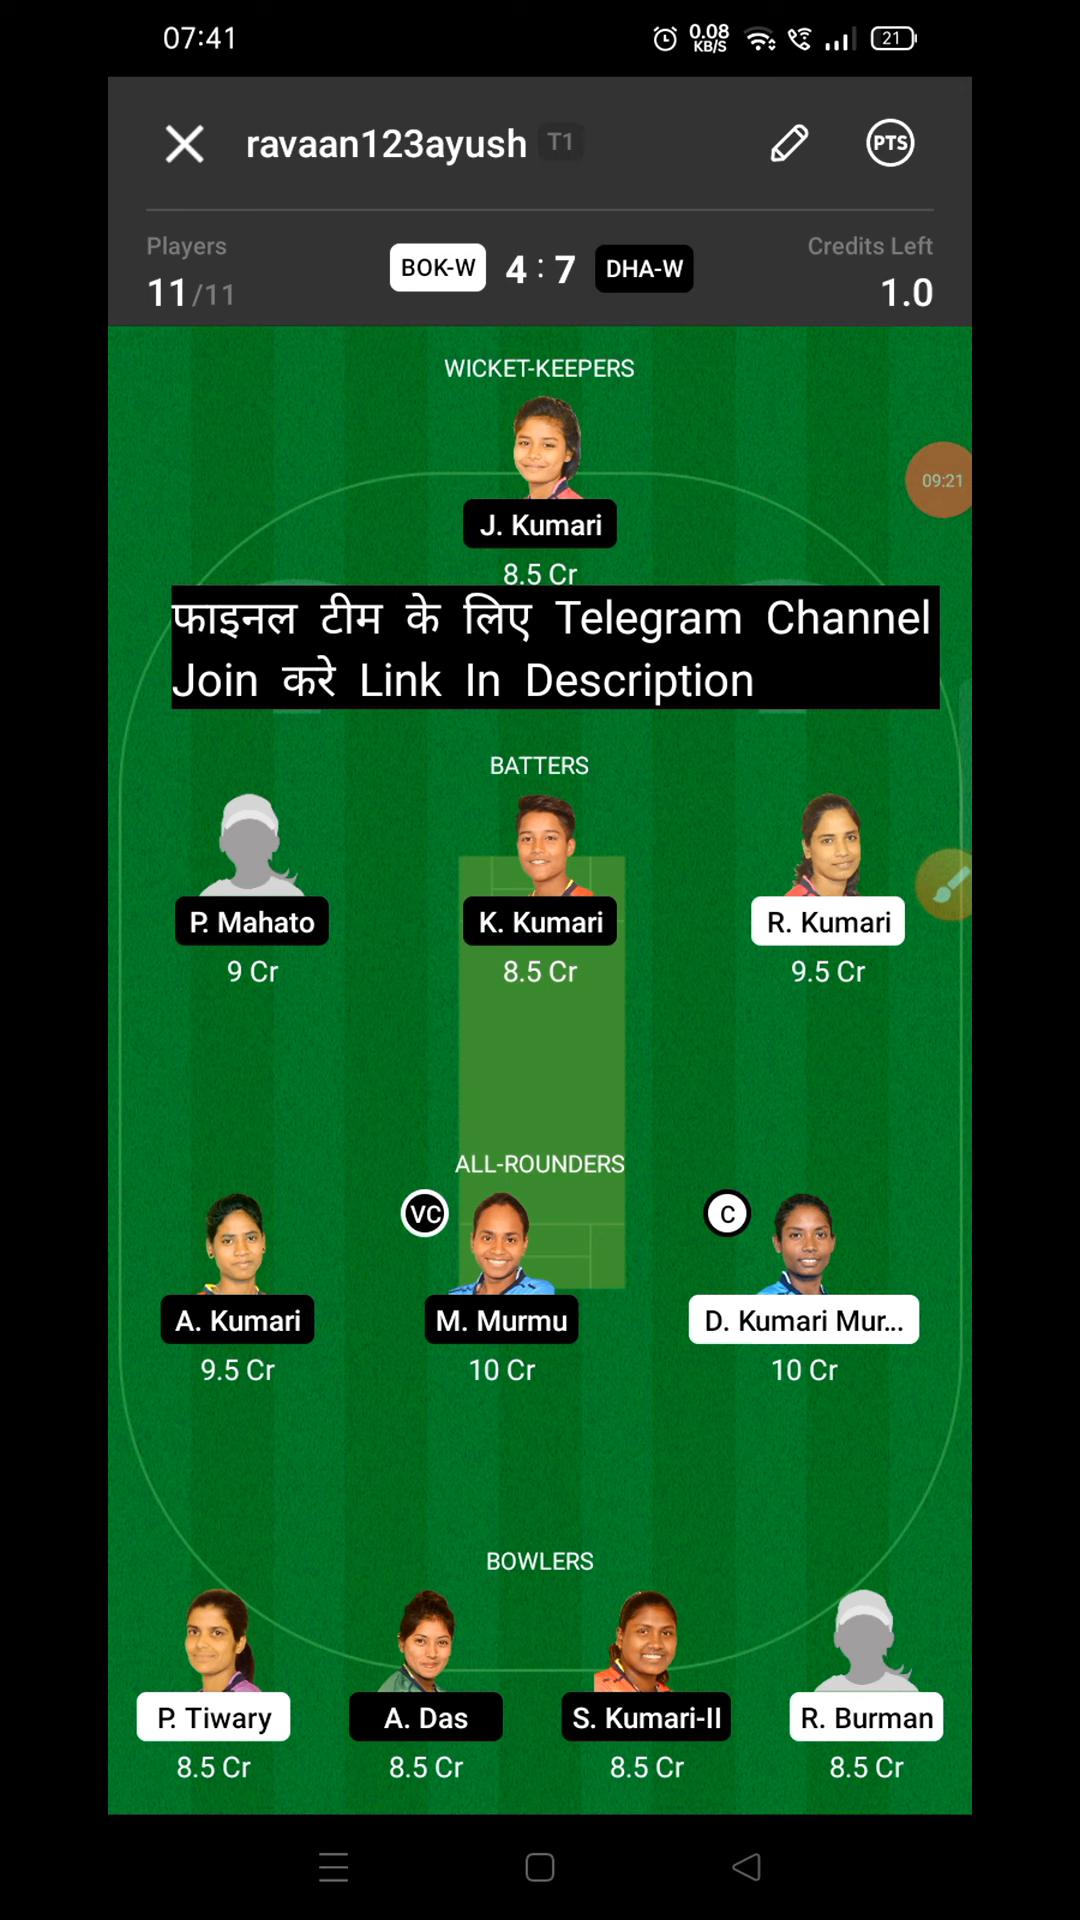 07:41
0.08
KB/S
21
ravaan123ayush T1
PTS
Players
11/11
BOK-W 4 : 7 DHA-W
Credits Left
1.0
WICKET-KEEPERS
09:21
J. Kumari
8.5 Cr
फाइनल टीम के लिए Telegram Channel
Join करे Link In Description
BATTERS
P. Mahato K. Kumari R. Kumari
9 Cr 8.5 Cr 9.5 Cr
ALL-ROUNDERS
VC C
A. Kumari M. Murmu D. Kumari Mur...
9.5 Cr 10 Cr 10 Cr
BOWLERS
P. Tiwary A. Das S. Kumari-II R. Burman
8.5 Cr 8.5 Cr 8.5 Cr 8.5 Cr